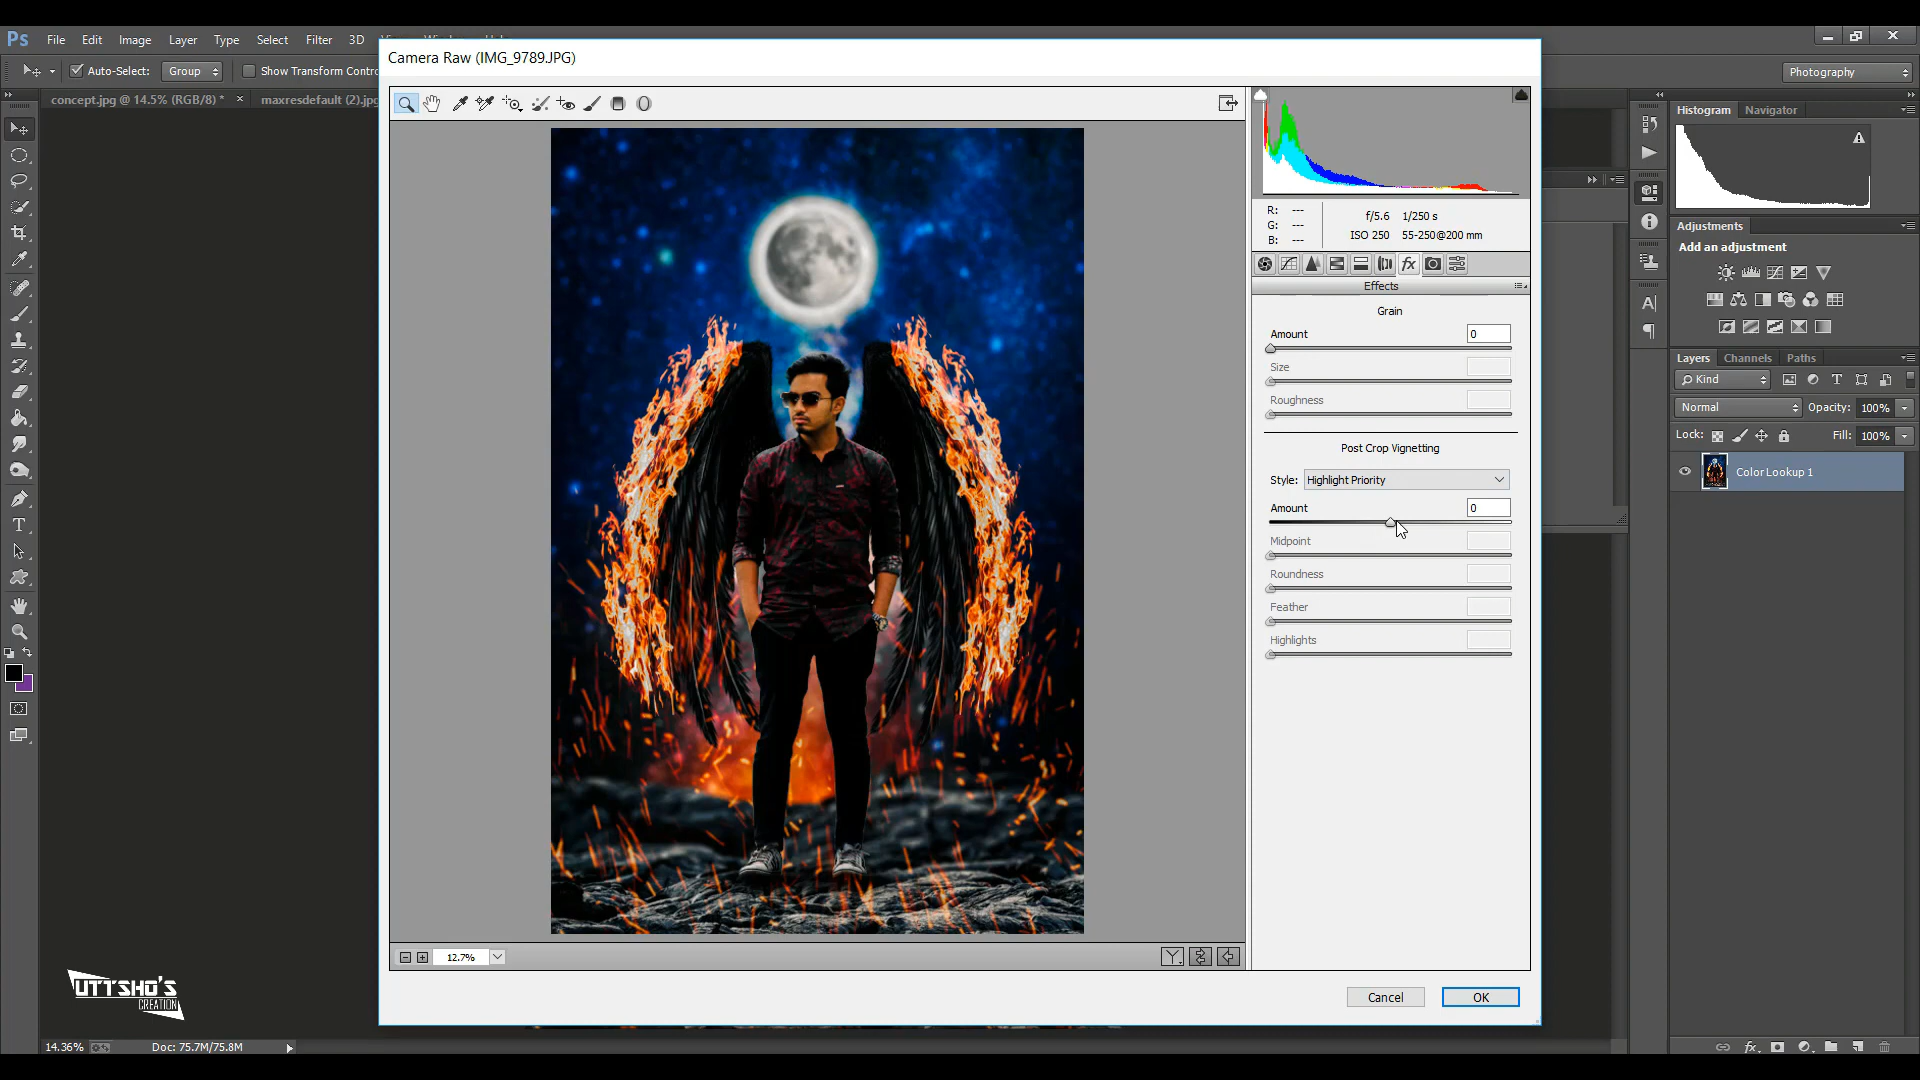 Ps File Edit Image Layer Type Select Filter 3D
Auto-Select: Group Show Transform Contro
Photography
concept.jpg @ 14.5% (RGB/8) * × maxresdefault (2).jpg
Camera Raw (IMG_9789.JPG)
R: ---
G: ---
B: ---
f/5.6 1/250 s
ISO 250 55-250@200 mm
fx
Effects
Grain
Amount 0
Size
Roughness
Post Crop Vignetting
Style: Highlight Priority
Amount 0
Midpoint
Roundness
Feather
Highlights
12.7%
Y
Cancel OK
Histogram Navigator
Adjustments
Add an adjustment
Layers Channels Paths
Kind
Normal Opacity: 100%
Lock: Fill: 100%
Color Lookup 1
UTTSHO'S
CREATION
14.36% Doc: 75.7M/75.8M
fx